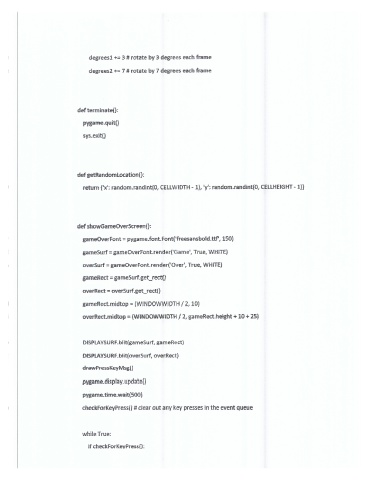 degrees1 += 3 # rotate by 3 degrees each frame
degrees2 += 7 # rotate by 7 degrees each frame
def terminate():
pygame.quit()
sys.exit()
def getRandomLocation():
return {'x': random.randint(0, CELLWIDTH - 1), 'y': random.randint(0, CELLHEIGHT - 1)}
def showGameOverScreen():
gameOverFont = pygame.font.Font('freesansbold.ttf', 150)
gameSurf = gameOverFont.render('Game', True, WHITE)
overSurf = gameOverFont.render('Over', True, WHITE)
gameRect = gameSurf.get_rect()
overRect = overSurf.get_rect()
gameRect.midtop = (WINDOWWIDTH / 2, 10)
overRect.midtop = (WINDOWWIDTH / 2, gameRect.height + 10 + 25)
DISPLAYSURF.blit(gameSurf, gameRect)
DISPLAYSURF.blit(overSurf, overRect)
drawPressKeyMsg()
pygame.display.update()
pygame.time.wait(500)
checkForKeyPress() # clear out any key presses in the event queue
while True:
if checkForKeyPress():